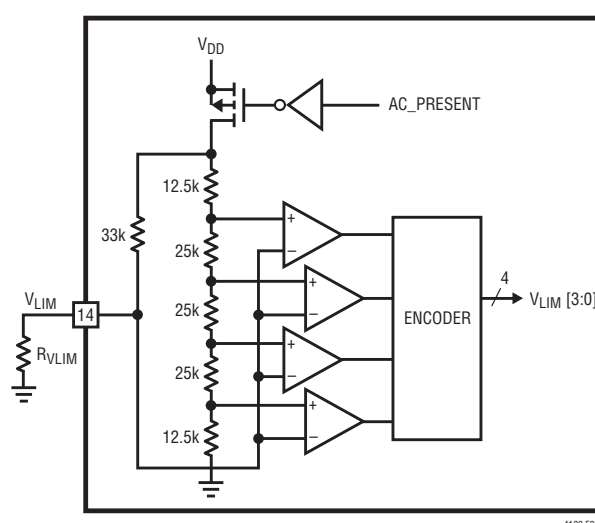 VDD
AC_PRESENT
12.5k
33k
25k
25k
25k
12.5k
+
−
+
−
+
−
+
−
ENCODER
4
VLIM [3:0]
VLIM
14
RVLIM